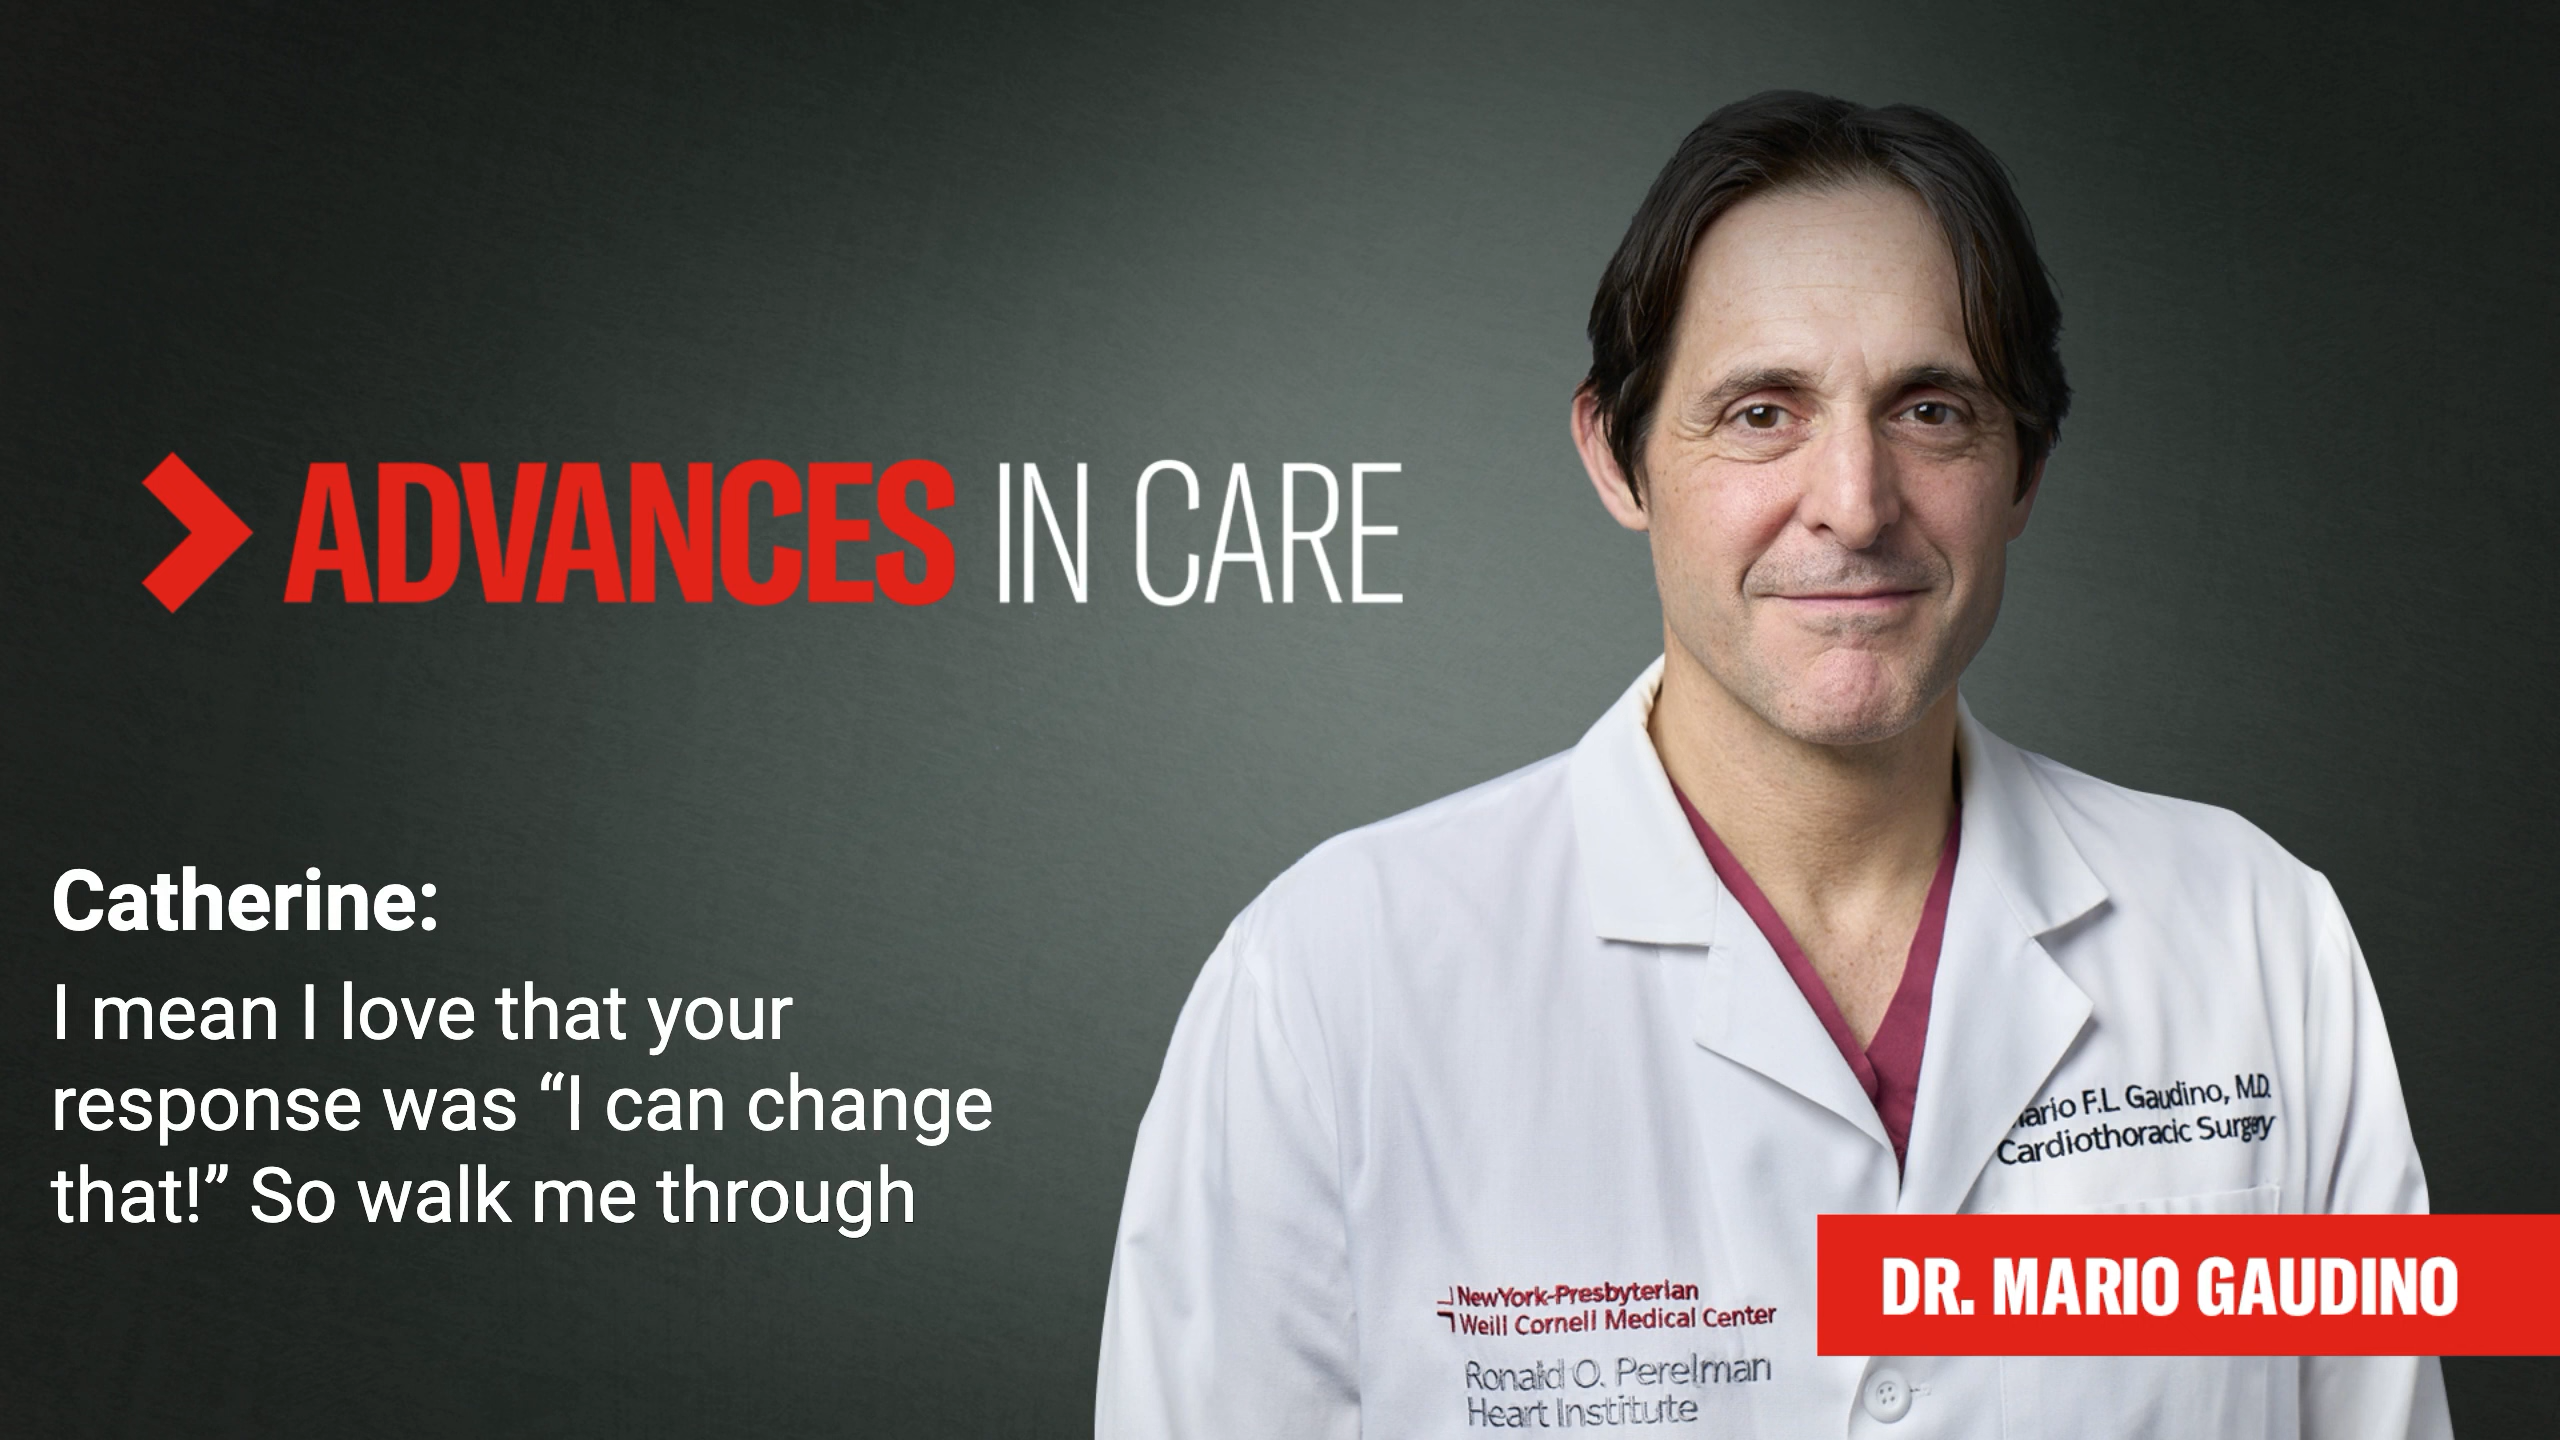 ADVANCES IN CARE
Catherine:
I mean I love that your
response was “I can change
that!” So walk me through
F.L. Gaudino, M.D.
Cardiothoracic Surgery
NewYork-Presbyterian
Weill Cornell Medical Center
Ronald O. Perelman
Heart Institute
DR. MARIO GAUDINO